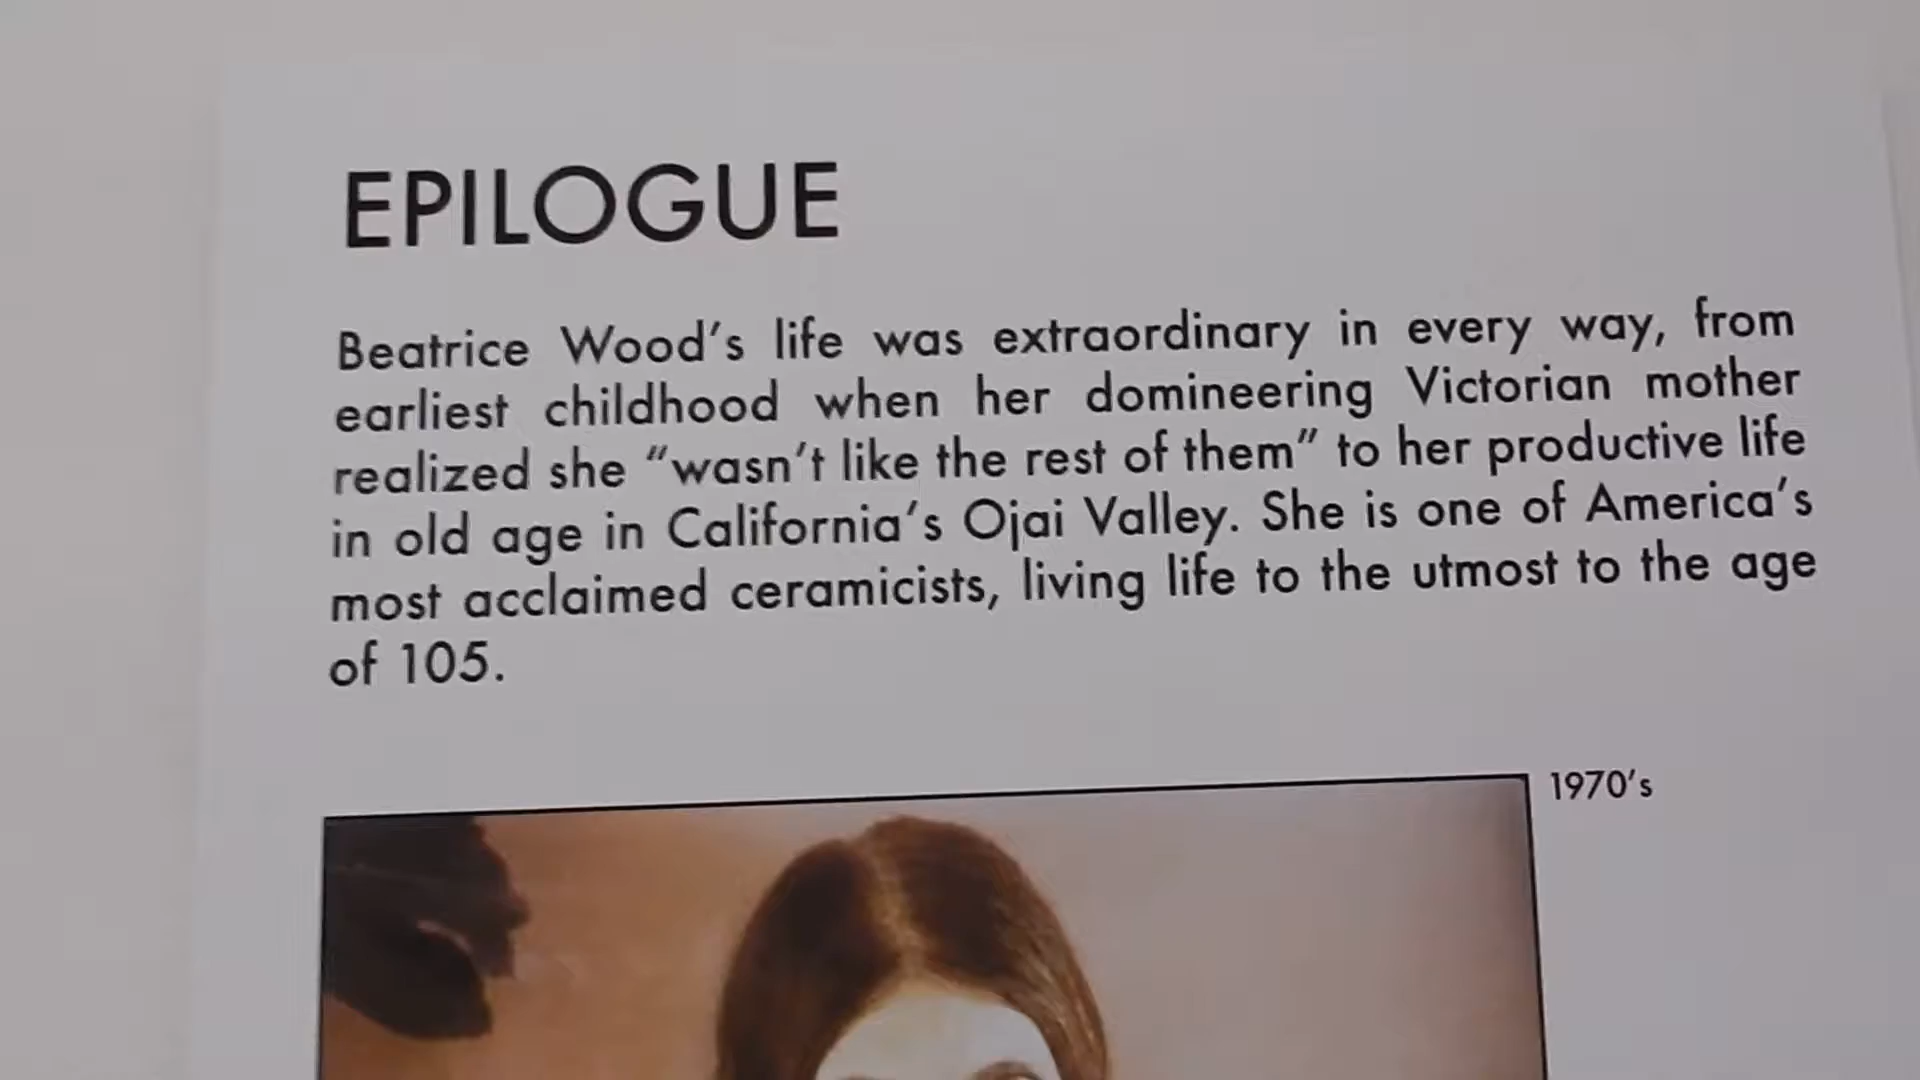 EPILOGUE
Beatrice Wood's life was extraordinary in every way, from
earliest childhood when her domineering Victorian mother
realized she "wasn't like the rest of them" to her productive life
in old age in California's Ojai Valley. She is one of America's
most acclaimed ceramicists, living life to the utmost to the age
of 105.
1970's